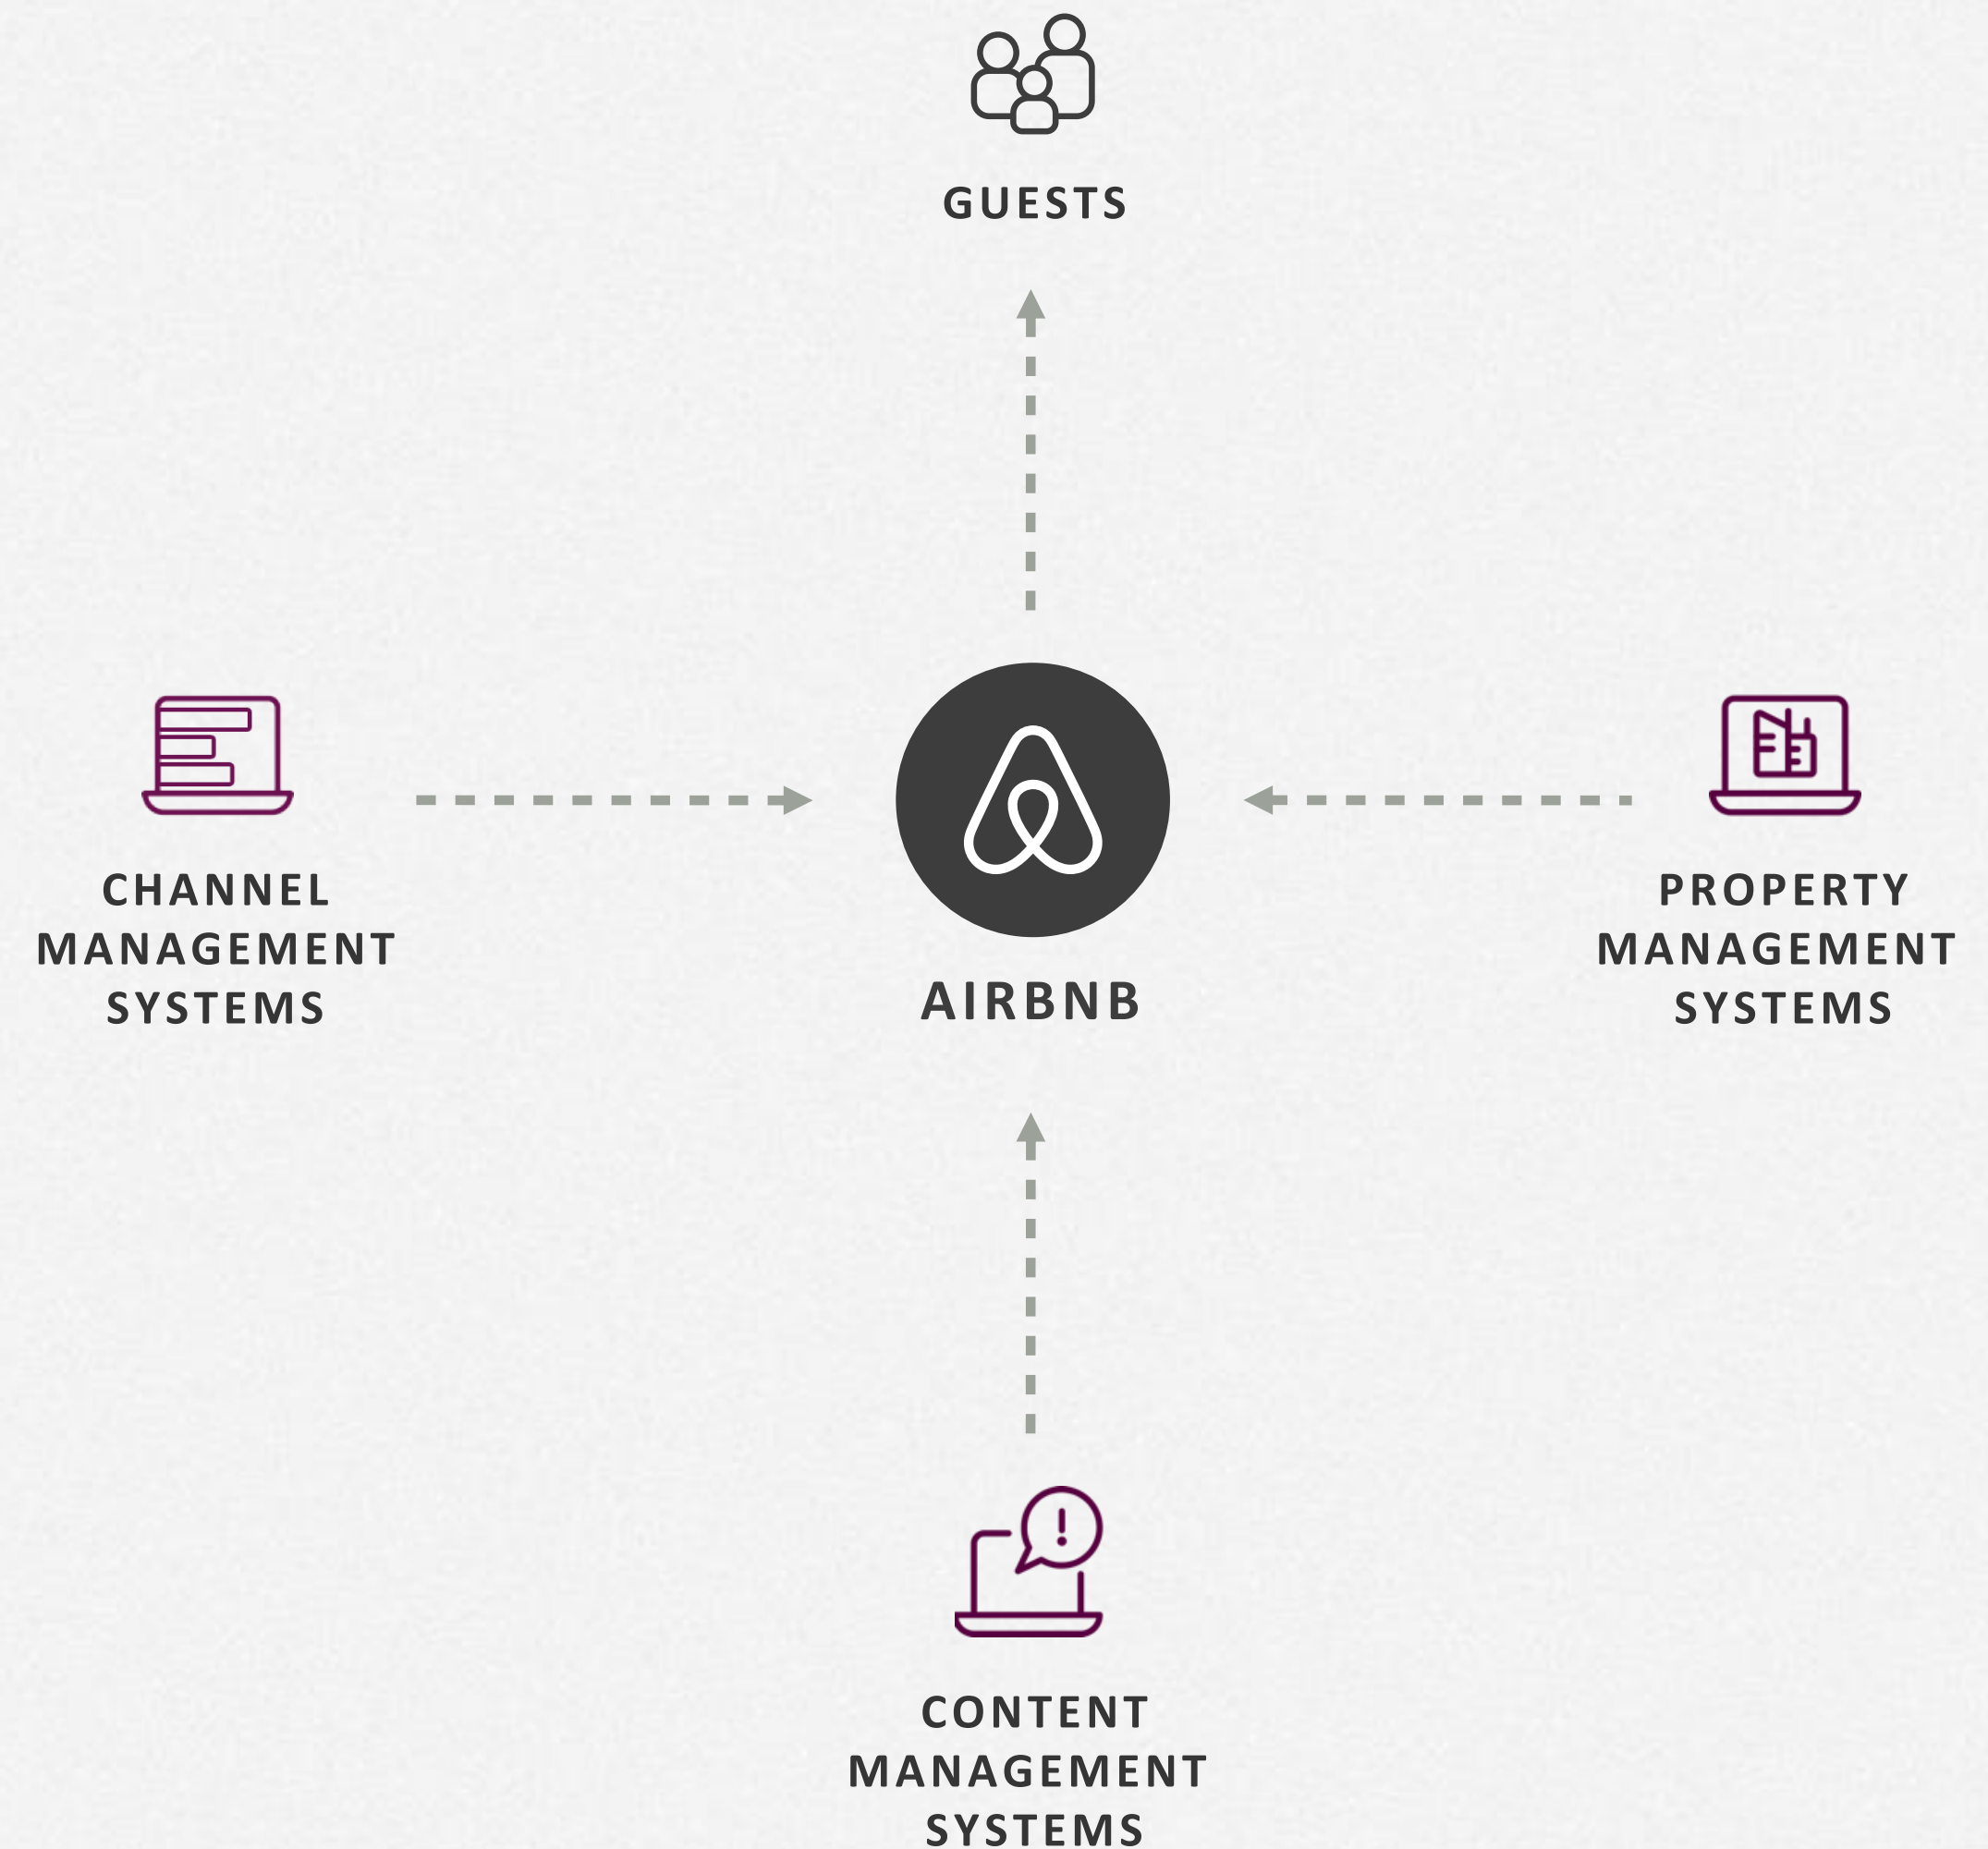 GUESTS
CHANNEL
MANAGEMENT
SYSTEMS
AIRBNB
PROPERTY
MANAGEMENT
SYSTEMS
CONTENT
MANAGEMENT
SYSTEMS